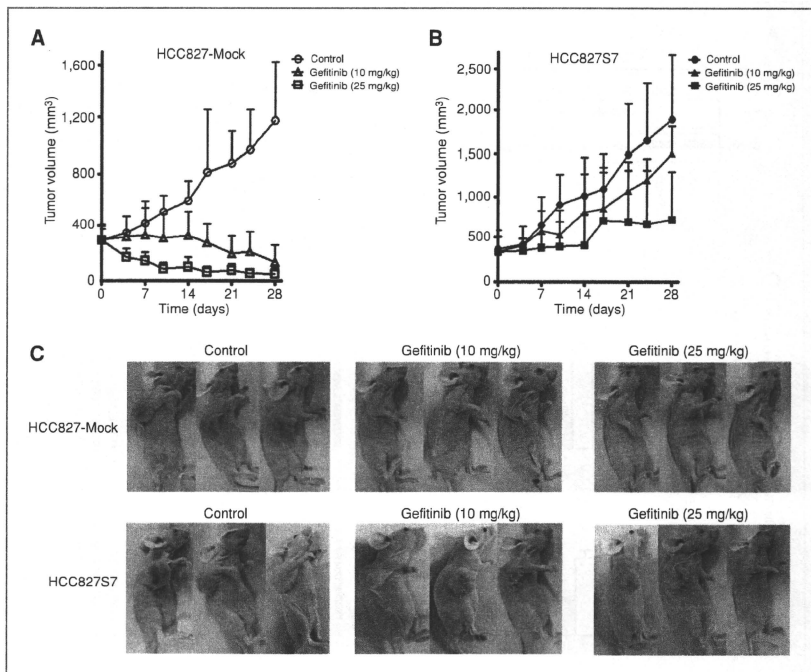 A
HCC827-Mock
Control
Gefitinib (10 mg/kg)
Gefitinib (25 mg/kg)
Tumor volume (mm³)
1,600
1,200
800
400
0
0 7 14 21 28
Time (days)
B
HCC827S7
Control
Gefitinib (10 mg/kg)
Gefitinib (25 mg/kg)
Tumor volume (mm³)
2,500
2,000
1,500
1,000
500
0
0 7 14 21 28
Time (days)
C
Control Gefitinib (10 mg/kg) Gefitinib (25 mg/kg)
HCC827-Mock
Control Gefitinib (10 mg/kg) Gefitinib (25 mg/kg)
HCC827S7